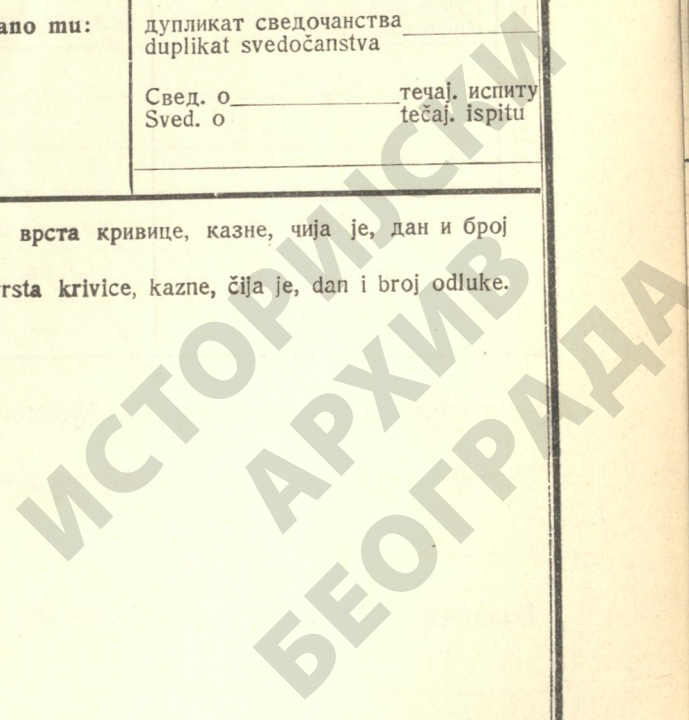 ano mu:
дупликат сведочанства
duplikat svedočanstva
Свед. о течај. испиту
Sved. o tečaj. ispitu
врста кривице, казне, чија је, дан и број
rsta krivice, kazne, čija je, dan i broj odluke.
ИСТОРИЈСКИ
АРХИВ
БЕОГРАДА